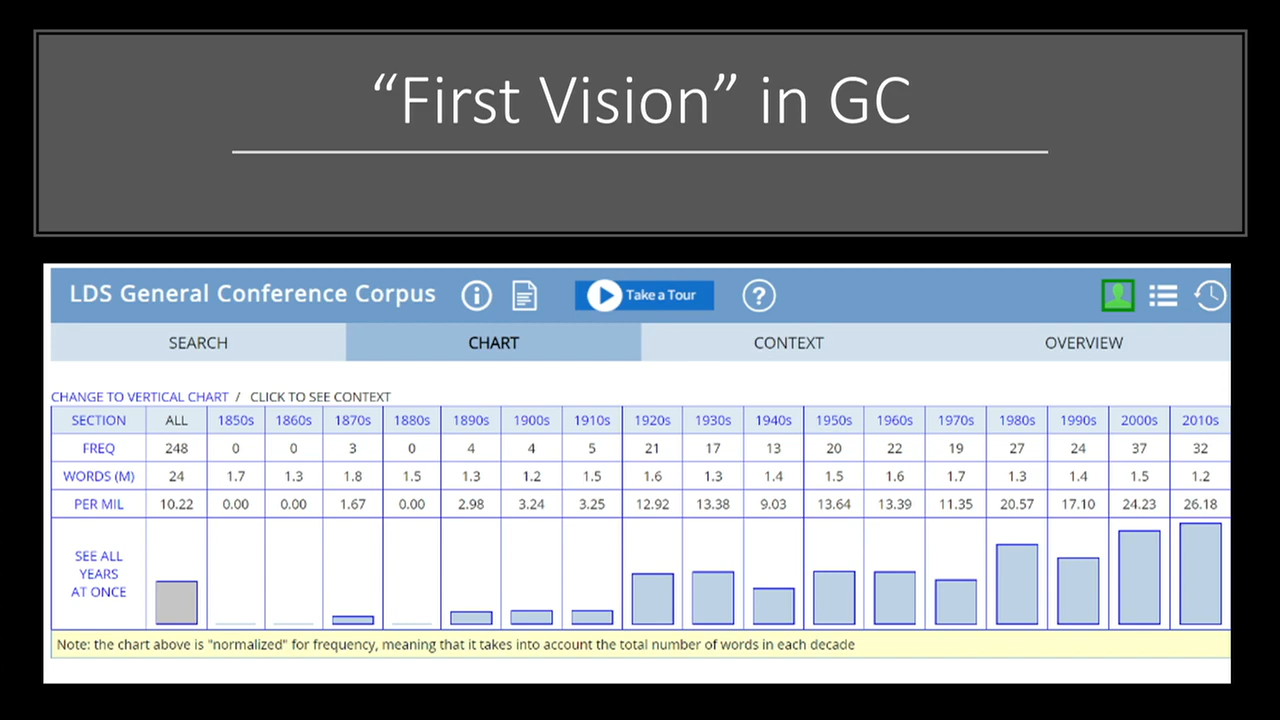 “First Vision” in GC
LDS General Conference Corpus Take a Tour ?
SEARCH CHART CONTEXT OVERVIEW
CHANGE TO VERTICAL CHART / CLICK TO SEE CONTEXT
SECTION ALL 1850s 1860s 1870s 1880s 1890s 1900s 1910s 1920s 1930s 1940s 1950s 1960s 1970s 1980s 1990s 2000s 2010s
FREQ 248 0 0 3 0 4 4 5 21 17 13 20 22 19 27 24 37 32
WORDS (M) 24 1.7 1.3 1.8 1.5 1.3 1.2 1.5 1.6 1.3 1.4 1.5 1.6 1.7 1.3 1.4 1.5 1.2
PER MIL 10.22 0.00 0.00 1.67 0.00 2.98 3.24 3.25 12.92 13.38 9.03 13.64 13.39 11.35 20.57 17.10 24.23 26.18
SEE ALL
YEARS
AT ONCE
Note: the chart above is "normalized" for frequency, meaning that it takes into account the total number of words in each decade